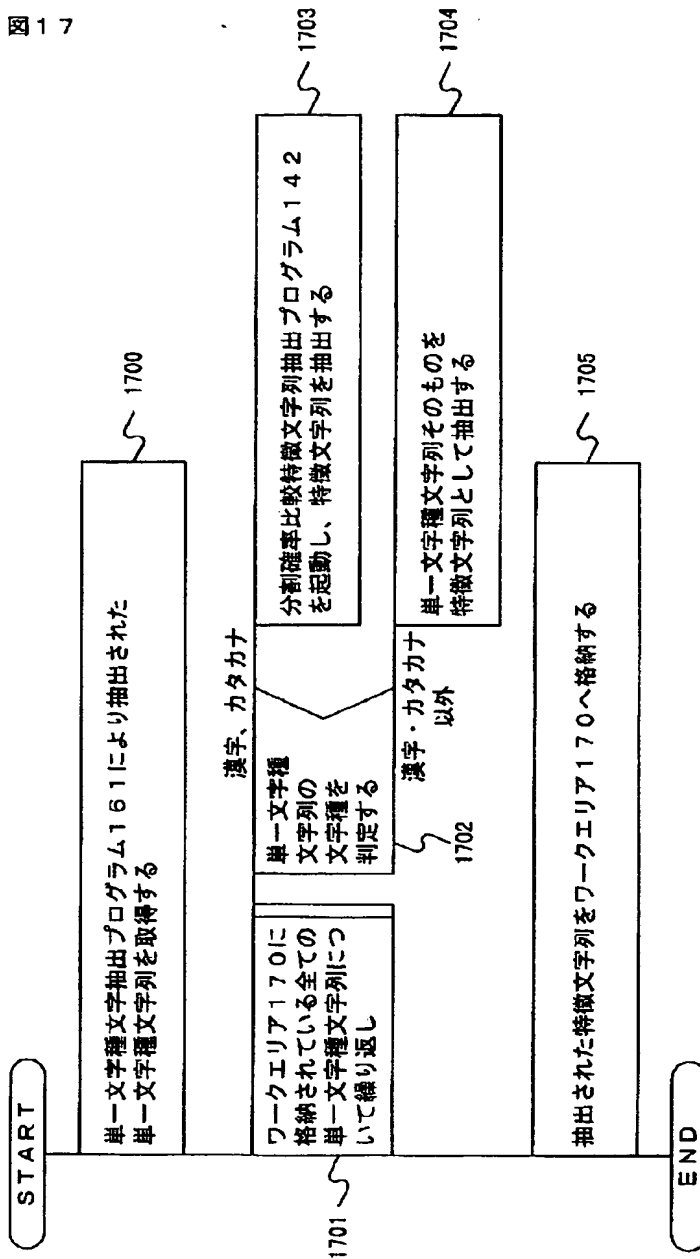 図17
START
単一文字種文字抽出プログラム161により抽出された
単一文字種文字列を取得する
1700
ワークエリア170に
格納されている全ての
単一文字種文字列につ
いて繰り返し
1701
単一文字種
文字列の
文字種を
判定する
1702
漢字、カタカナ
分割確率比較特徴文字列抽出プログラム142
を起動し、特徴文字列を抽出する
1703
漢字・カタカナ
以外
単一文字種文字列そのものを
特徴文字列として抽出する
1704
抽出された特徴文字列をワークエリア170へ格納する
1705
END